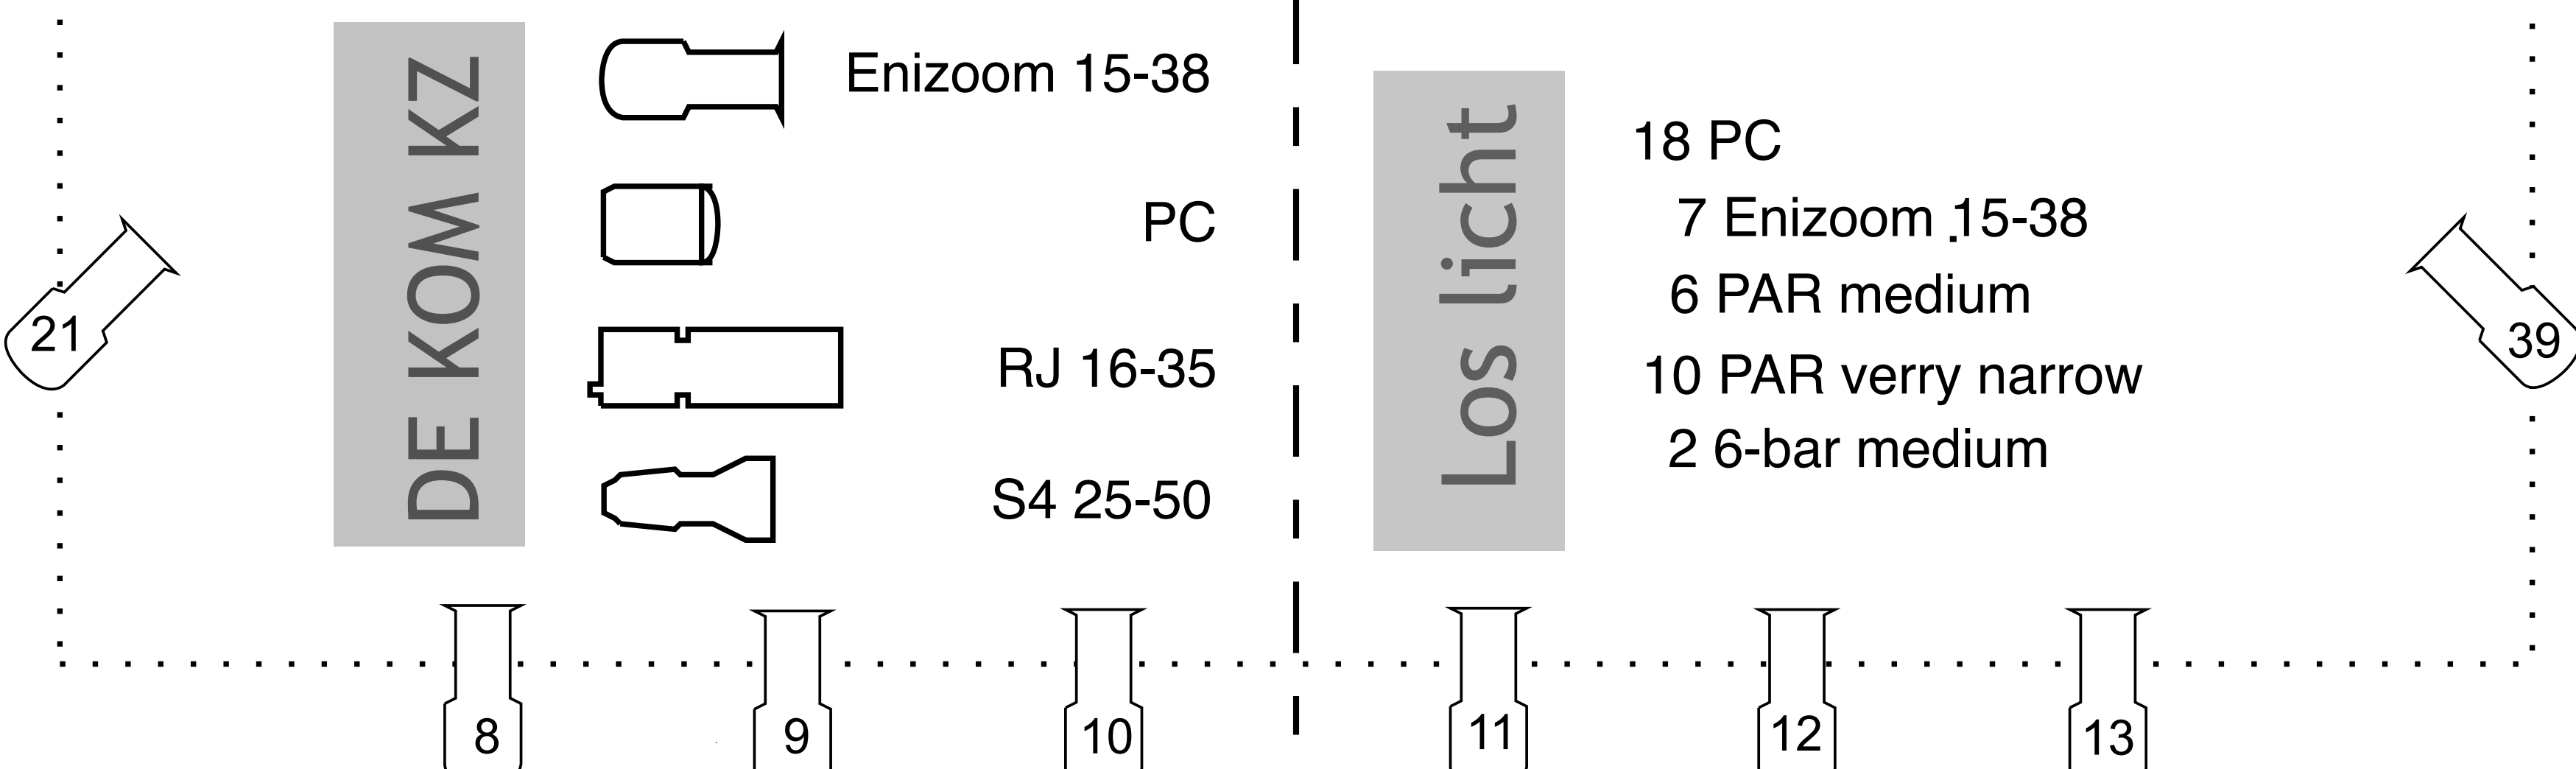 DE KOM KZ
Enizoom 15-38
PC
RJ 16-35
S4 25-50
Los licht
18 PC
7 Enizoom 15-38
6 PAR medium
10 PAR verry narrow
2 6-bar medium
21
39
8
9
10
11
12
13